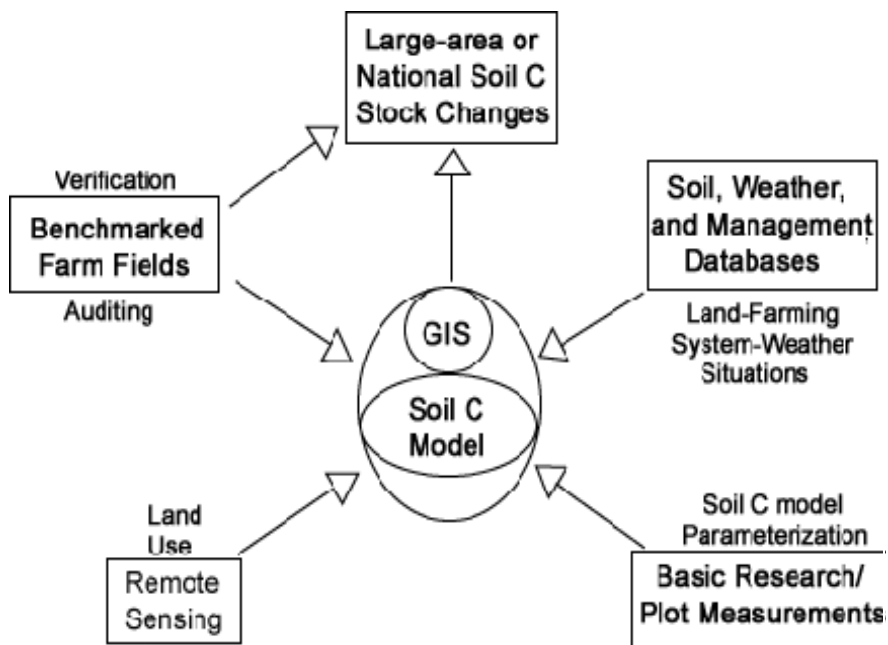 Large-area or
National Soil C
Stock Changes
Verification
Benchmarked
Farm Fields
Auditing
Soil, Weather,
and Management
Databases
Land-Farming
System-Weather
Situations
GIS
Soil C
Model
Land
Use
Remote
Sensing
Soil C model
Parameterization
Basic Research/
Plot Measurements